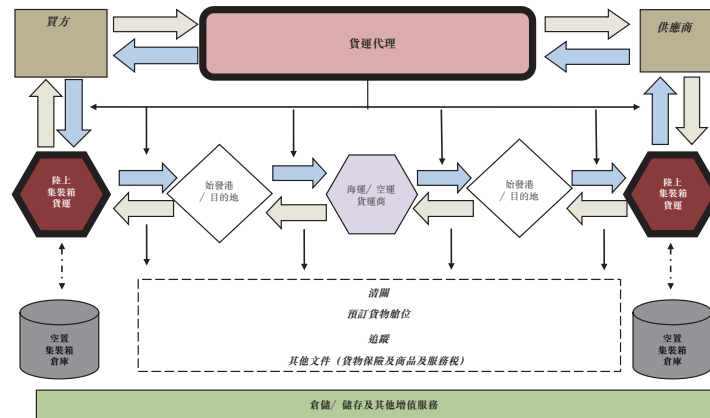 買方
貨運代理
供應商
陸上
集裝箱
貨運
始發港
/ 目的地
海運/ 空運
貨運商
始發港
/ 目的地
陸上
集裝箱
貨運
空置
集裝箱
倉庫
清關
預訂貨物艙位
追蹤
其他文件（貨物保險及商品及服務税）
空置
集裝箱
倉庫
倉儲/ 儲存及其他增值服務